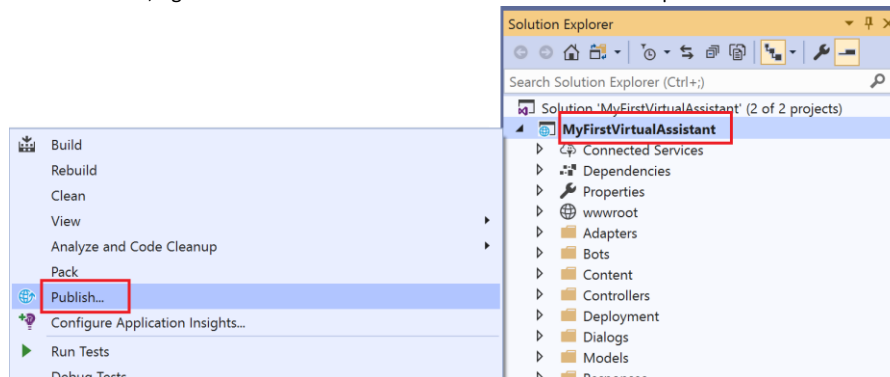 Solution Explorer
Search Solution Explorer (Ctrl+;)
Solution 'MyFirstVirtualAssistant' (2 of 2 projects)
MyFirstVirtualAssistant
Connected Services
Dependencies
Properties
wwwroot
Adapters
Bots
Content
Controllers
Deployment
Dialogs
Models
Build
Rebuild
Clean
View
Analyze and Code Cleanup
Pack
Publish...
Configure Application Insights...
Run Tests
Debug Tests